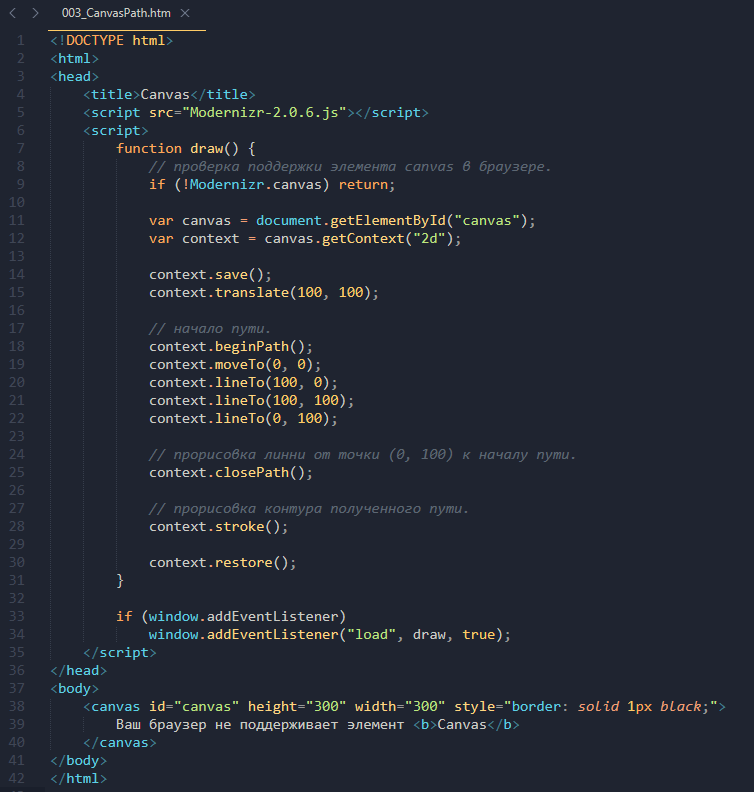 003_CanvasPath.htm
1 <!DOCTYPE html>
2 <html>
3 <head>
4 <title>Canvas</title>
5 <script src="Modernizr-2.0.6.js"></script>
6 <script>
7 function draw() {
8 // проверка поддержки элемента canvas в браузере.
9 if (!Modernizr.canvas) return;
10
11 var canvas = document.getElementById("canvas");
12 var context = canvas.getContext("2d");
13
14 context.save();
15 context.translate(100, 100);
16
17 // начало пути.
18 context.beginPath();
19 context.moveTo(0, 0);
20 context.lineTo(100, 0);
21 context.lineTo(100, 100);
22 context.lineTo(0, 100);
23
24 // прорисовка линни от точки (0, 100) к началу пути.
25 context.closePath();
26
27 // прорисовка контура полученного пути.
28 context.stroke();
29
30 context.restore();
31 }
32
33 if (window.addEventListener)
34 window.addEventListener("load", draw, true);
35 </script>
36 </head>
37 <body>
38 <canvas id="canvas" height="300" width="300" style="border: solid 1px black;">
39 Ваш браузер не поддерживает элемент <b>Canvas</b>
40 </canvas>
41 </body>
42 </html>